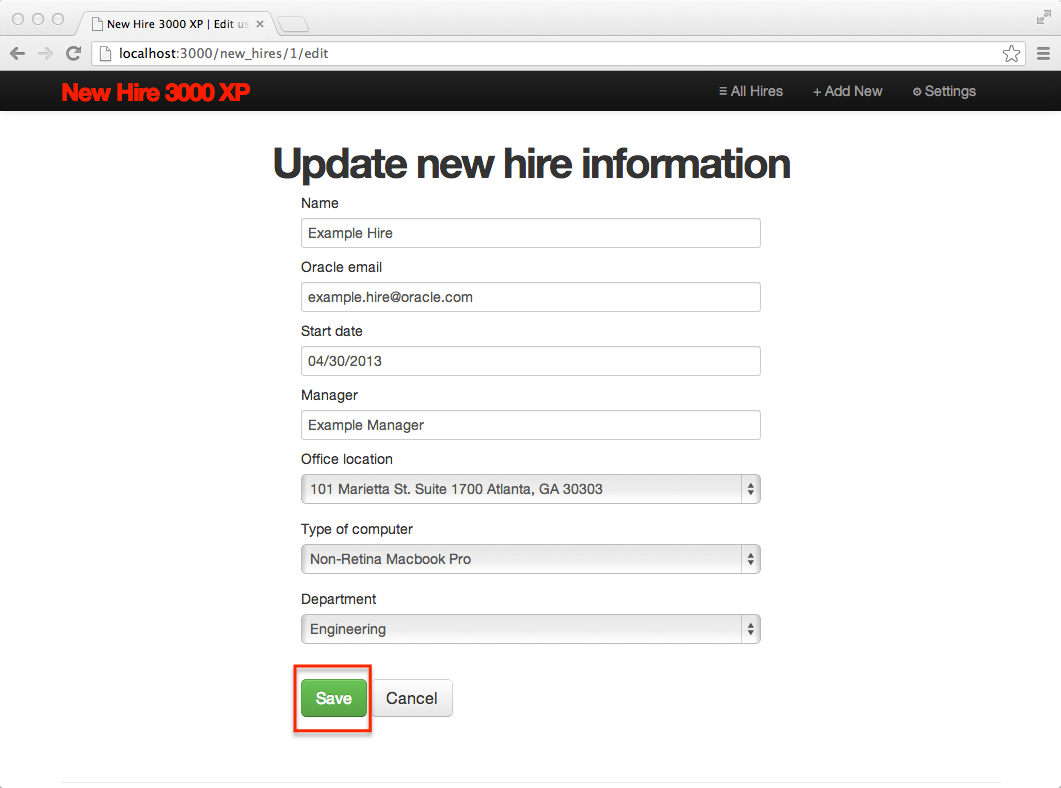 New Hire 3000 XP | Edit us
localhost:3000/new_hires/1/edit
New Hire 3000 XP
All Hires
+ Add New
Settings
Update new hire information
Name
Example Hire
Oracle email
example.hire@oracle.com
Start date
04/30/2013
Manager
Example Manager
Office location
101 Marietta St. Suite 1700 Atlanta, GA 30303
Type of computer
Non-Retina Macbook Pro
Department
Engineering
Save
Cancel